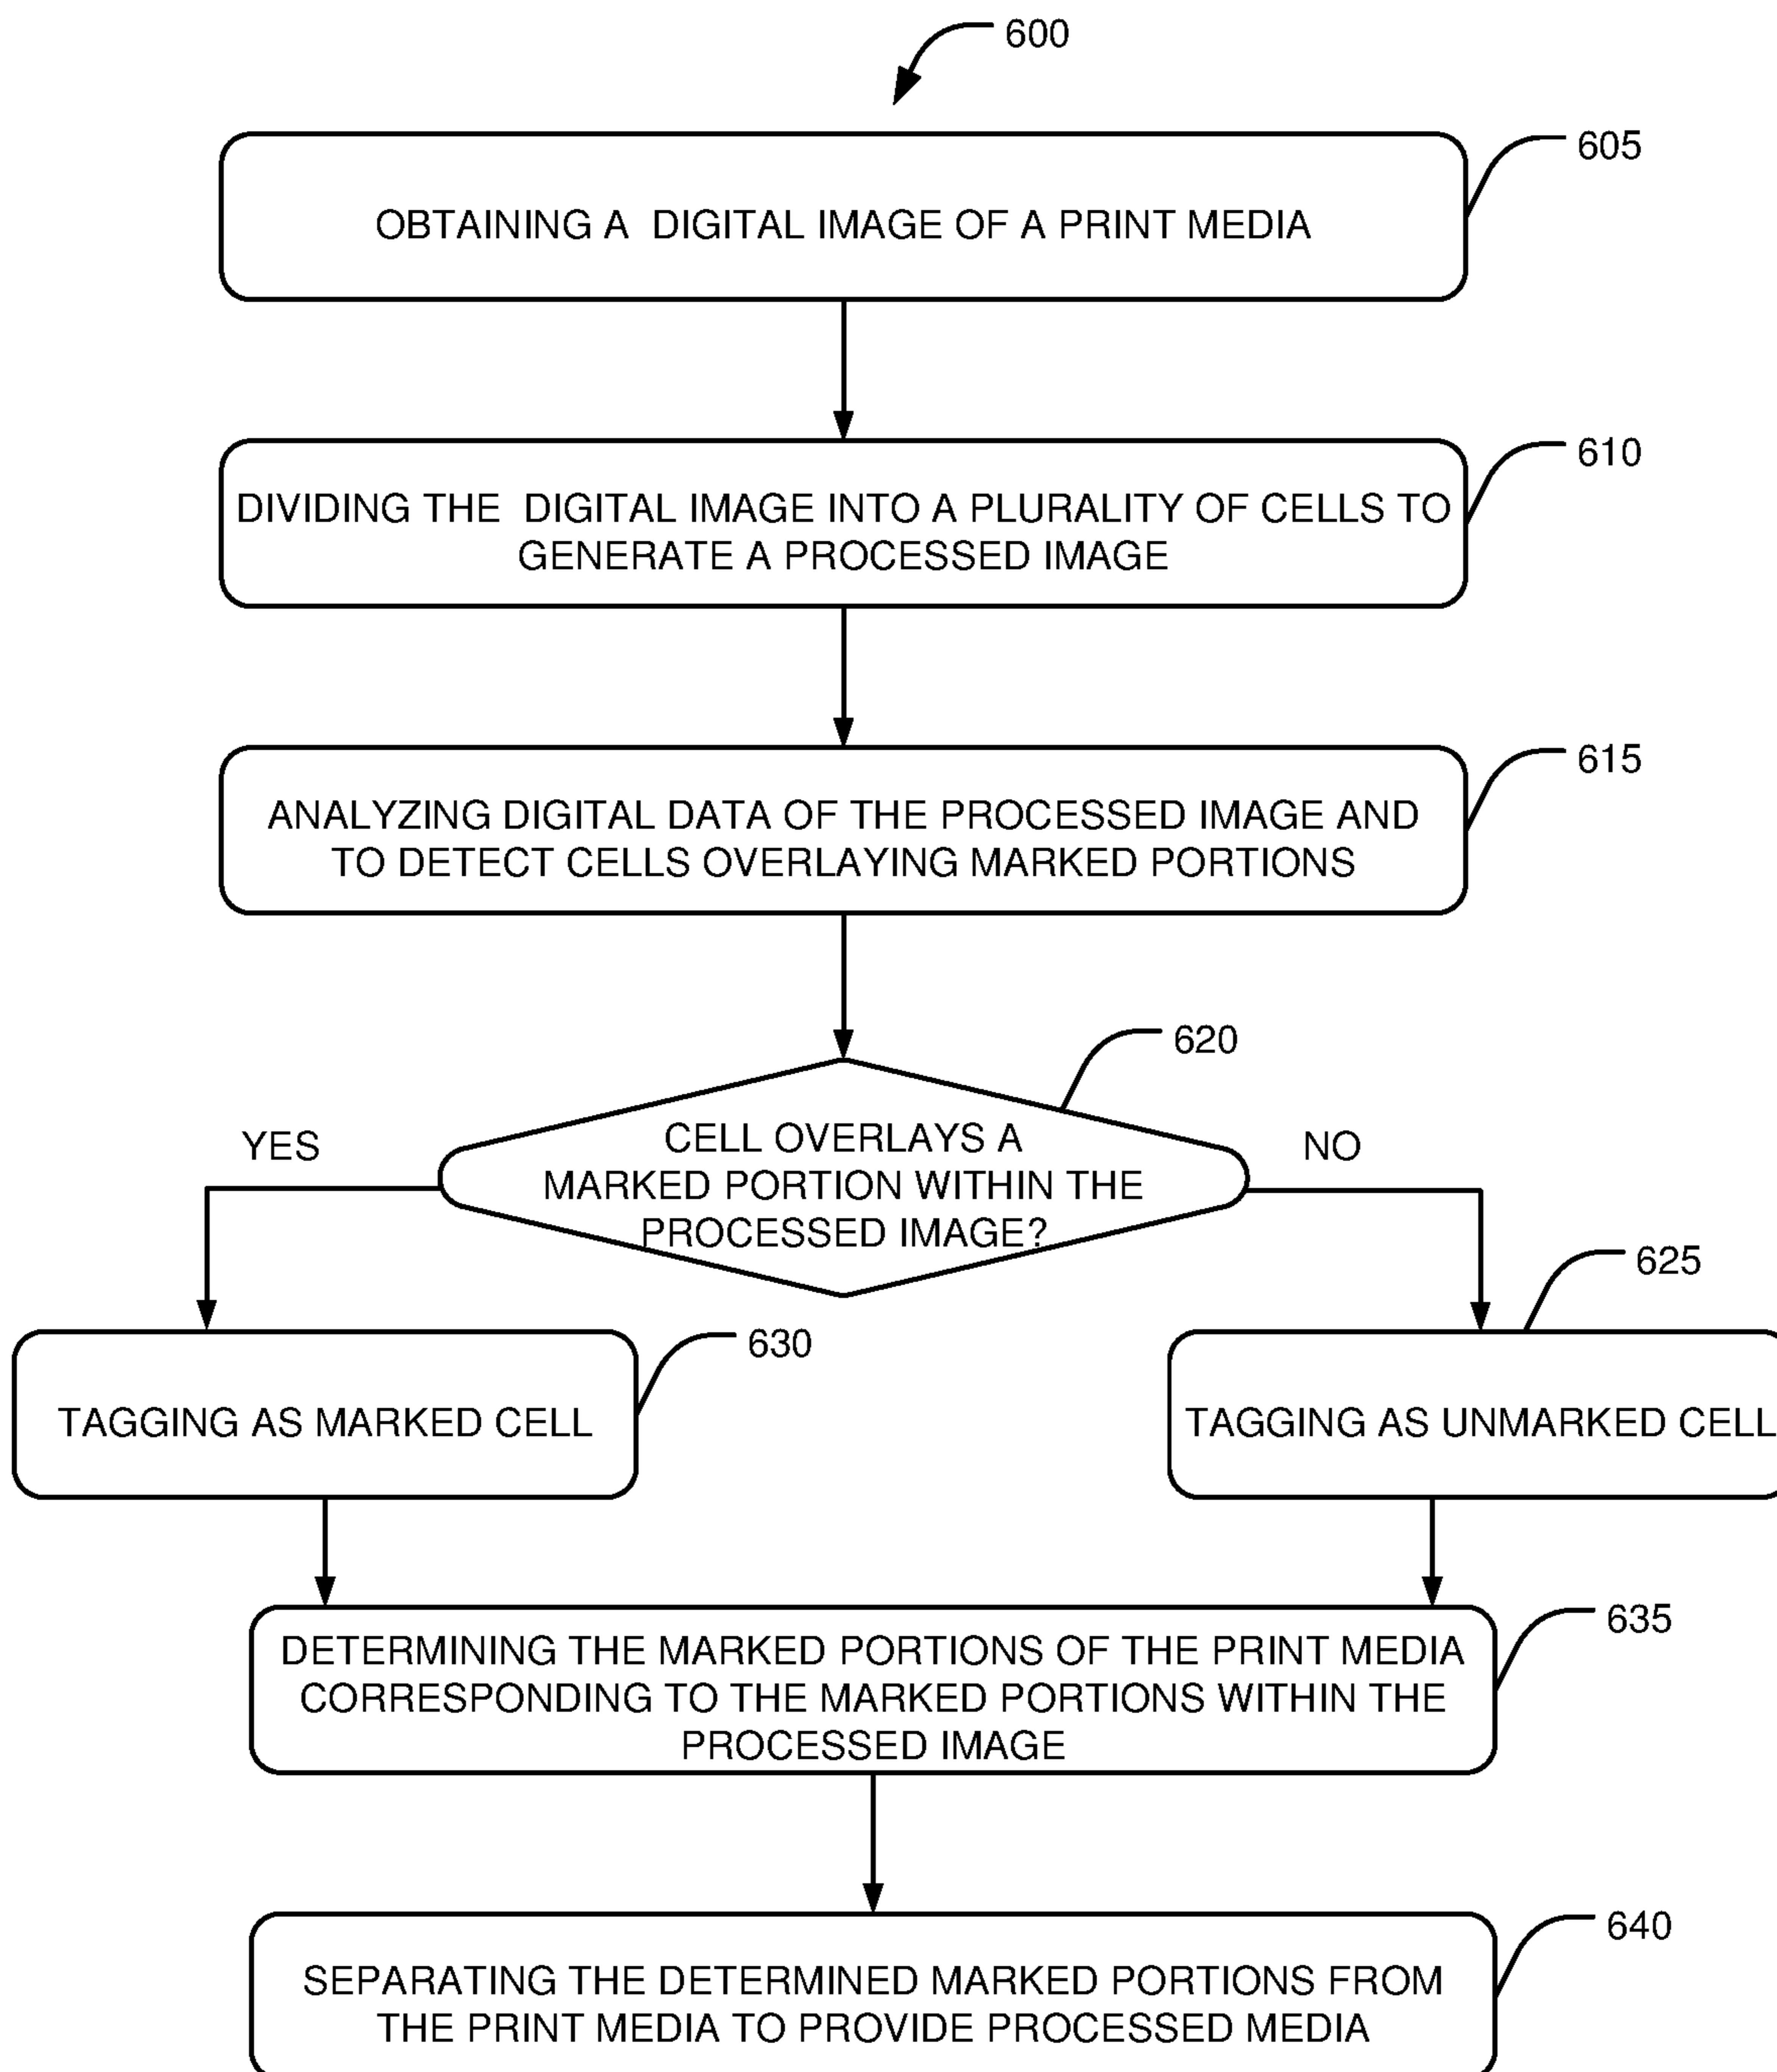 600
605
OBTAINING A DIGITAL IMAGE OF A PRINT MEDIA
610
DIVIDING THE DIGITAL IMAGE INTO A PLURALITY OF CELLS TO
GENERATE A PROCESSED IMAGE
615
ANALYZING DIGITAL DATA OF THE PROCESSED IMAGE AND
TO DETECT CELLS OVERLAYING MARKED PORTIONS
620
CELL OVERLAYS A
MARKED PORTION WITHIN THE
PROCESSED IMAGE?
YES
NO
625
630
TAGGING AS MARKED CELL
TAGGING AS UNMARKED CELL
635
DETERMINING THE MARKED PORTIONS OF THE PRINT MEDIA
CORRESPONDING TO THE MARKED PORTIONS WITHIN THE
PROCESSED IMAGE
640
SEPARATING THE DETERMINED MARKED PORTIONS FROM
THE PRINT MEDIA TO PROVIDE PROCESSED MEDIA